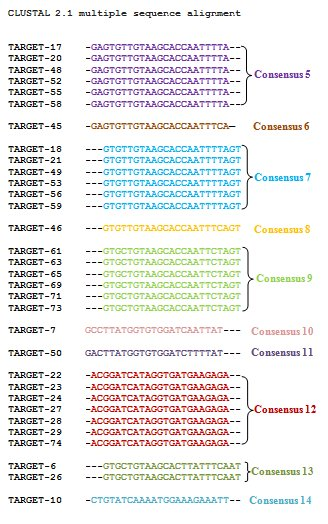 CLUSTAL 2.1 multiple sequence alignment
TARGET-17 -GAGTGTTGTAAGCACCAATTTTA--
TARGET-20 -GAGTGTTGTAAGCACCAATTTTA--
TARGET-48 -GAGTGTTGTAAGCACCAATTTTA--
TARGET-52 -GAGTGTTGTAAGCACCAATTTTA-- Consensus 5
TARGET-55 -GAGTGTTGTAAGCACCAATTTTA--
TARGET-58 -GAGTGTTGTAAGCACCAATTTTA--
TARGET-45 -GAGTGTTGTAAGCACCAATTTCA— Consensus 6
TARGET-18 ---GTGTTGTAAGCACCAATTTTAGT
TARGET-21 ---GTGTTGTAAGCACCAATTTTAGT
TARGET-49 ---GTGTTGTAAGCACCAATTTTAGT Consensus 7
TARGET-53 ---GTGTTGTAAGCACCAATTTTAGT
TARGET-56 ---GTGTTGTAAGCACCAATTTTAGT
TARGET-59 ---GTGTTGTAAGCACCAATTTTAGT
TARGET-46 ---GTGTTGTAAGCACCAATTTCAGT Consensus 8
TARGET-61 ---GTGCTGTAAGCACCAATTCTAGT
TARGET-63 ---GTGCTGTAAGCACCAATTCTAGT
TARGET-65 ---GTGCTGTAAGCACCAATTCTAGT Consensus 9
TARGET-69 ---GTGCTGTAAGCACCAATTCTAGT
TARGET-71 ---GTGCTGTAAGCACCAATTCTAGT
TARGET-73 ---GTGCTGTAAGCACCAATTCTAGT
TARGET-7 GCCTTATGGTGTGGATCAATTAT--- Consensus 10
TARGET-50 GACTTATGGTGTGGATCTTTTAT--- Consensus 11
TARGET-22 -ACGGATCATAGGTGATGAAGAGA--
TARGET-23 -ACGGATCATAGGTGATGAAGAGA--
TARGET-24 -ACGGATCATAGGTGATGAAGAGA--
TARGET-27 -ACGGATCATAGGTGATGAAGAGA-- Consensus 12
TARGET-28 -ACGGATCATAGGTGATGAAGAGA--
TARGET-29 -ACGGATCATAGGTGATGAAGAGA--
TARGET-74 -ACGGATCATAGGTGATGAAGAGA--
TARGET-6 ---GTGCTGTAAGCACTTATTTCAAT Consensus 13
TARGET-26 ---GTGCTGTAAGCACTTATTTCAAT
TARGET-10 -CTGTATCAAAATGGAAAGAAATT-- Consensus 14